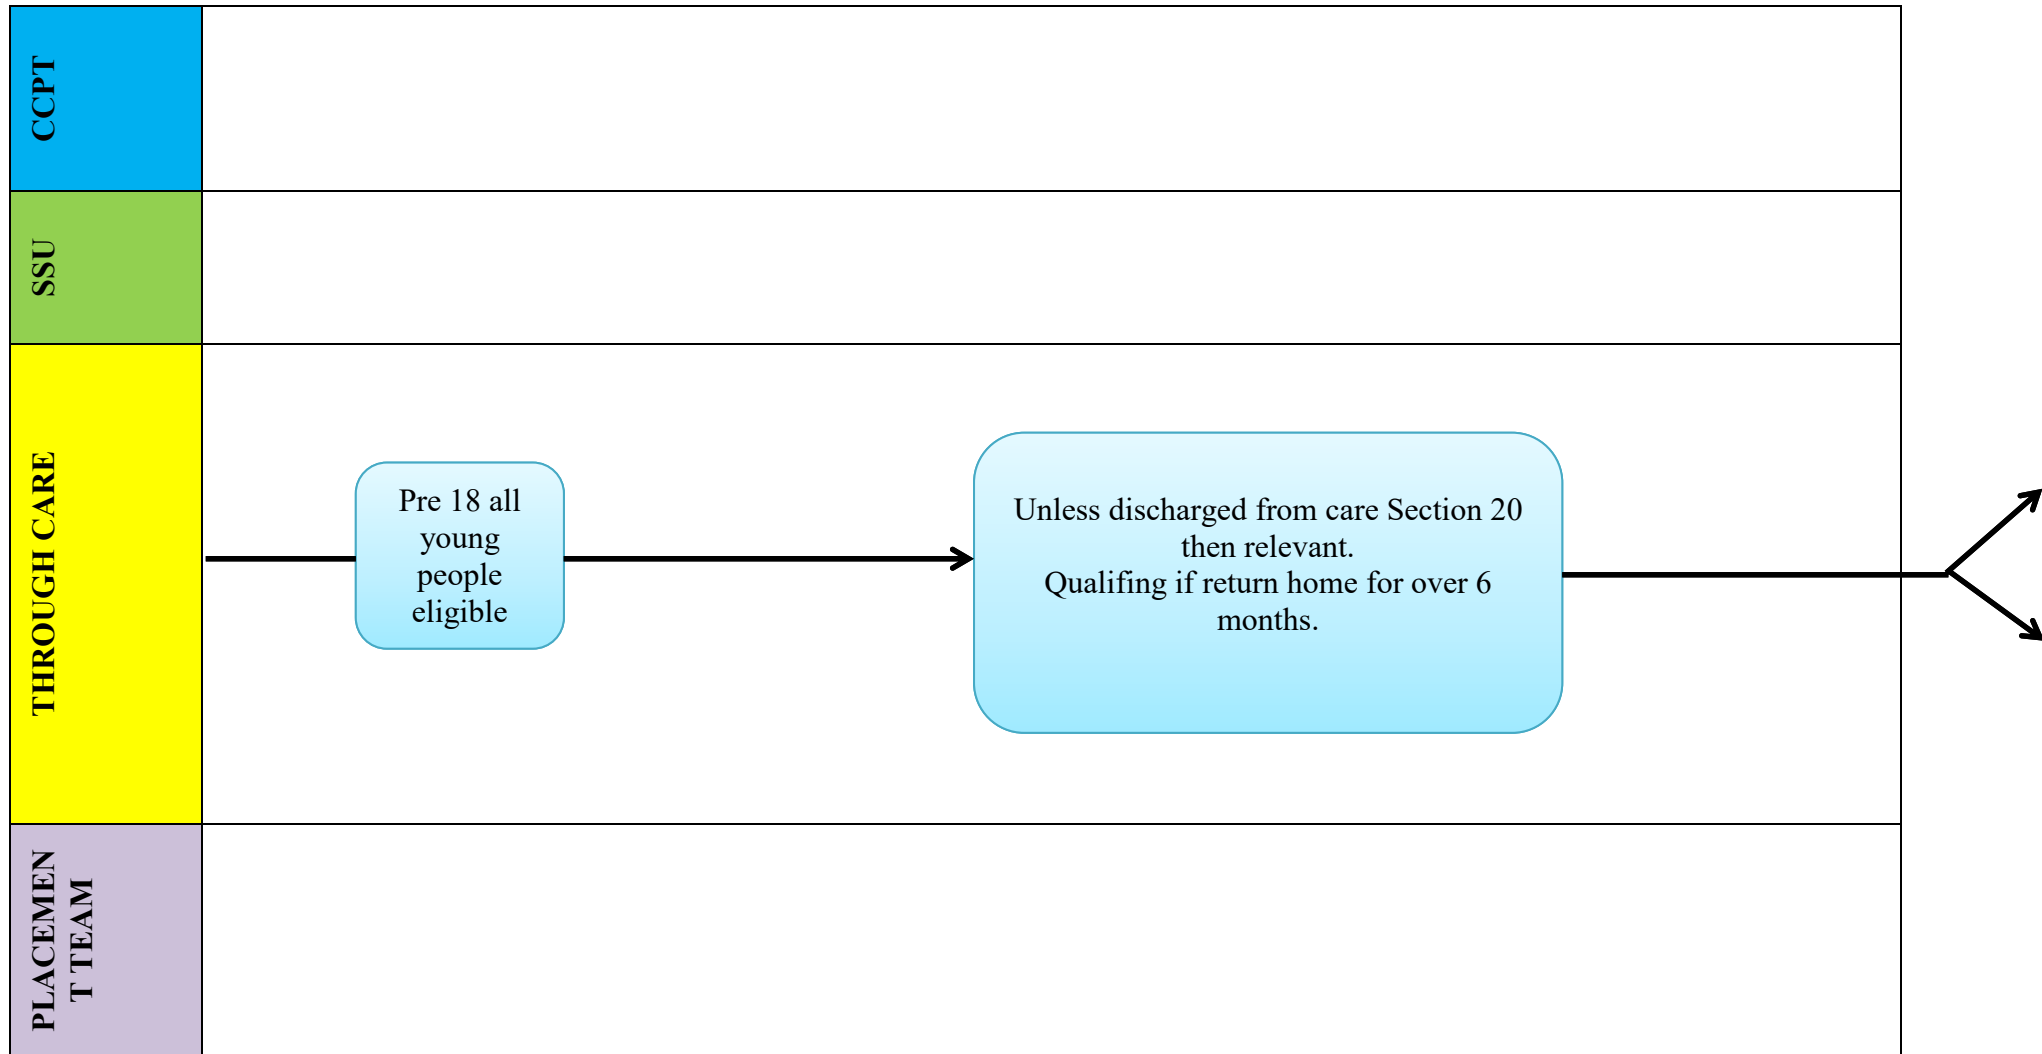 CCPT
SSU
THROUGH CARE
Pre 18 all
young
people
eligible
Unless discharged from care Section 20
then relevant.
Qualifing if return home for over 6
months.
PLACEMEN
T TEAM